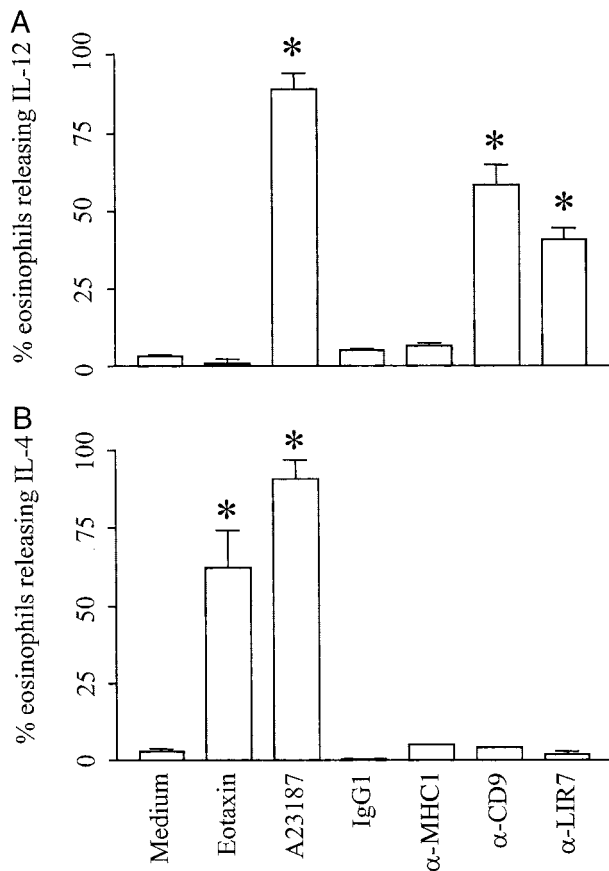 A
% eosinophils releasing IL-12
100
75
50
25
0
*
*
*
B
% eosinophils releasing IL-4
100
75
50
25
0
*
*
Medium
Eotaxin
A23187
IgG1
α-MHC1
α-CD9
α-LIR7